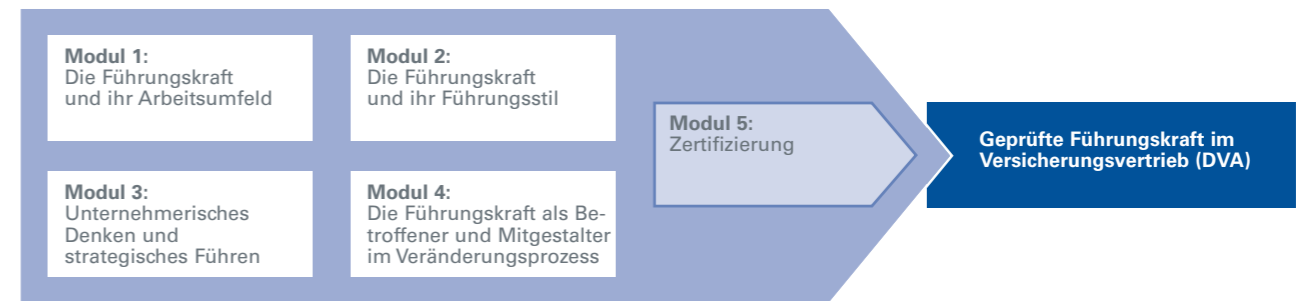 Modul 1:
Die Führungskraft
und ihr Arbeitsumfeld
Modul 2:
Die Führungskraft
und ihr Führungsstil
Modul 3:
Unternehmerisches
Denken und
strategisches Führen
Modul 4:
Die Führungskraft als Be-
troffener und Mitgestalter
im Veränderungsprozess
Modul 5:
Zertifizierung
Geprüfte Führungskraft im
Versicherungsvertrieb (DVA)